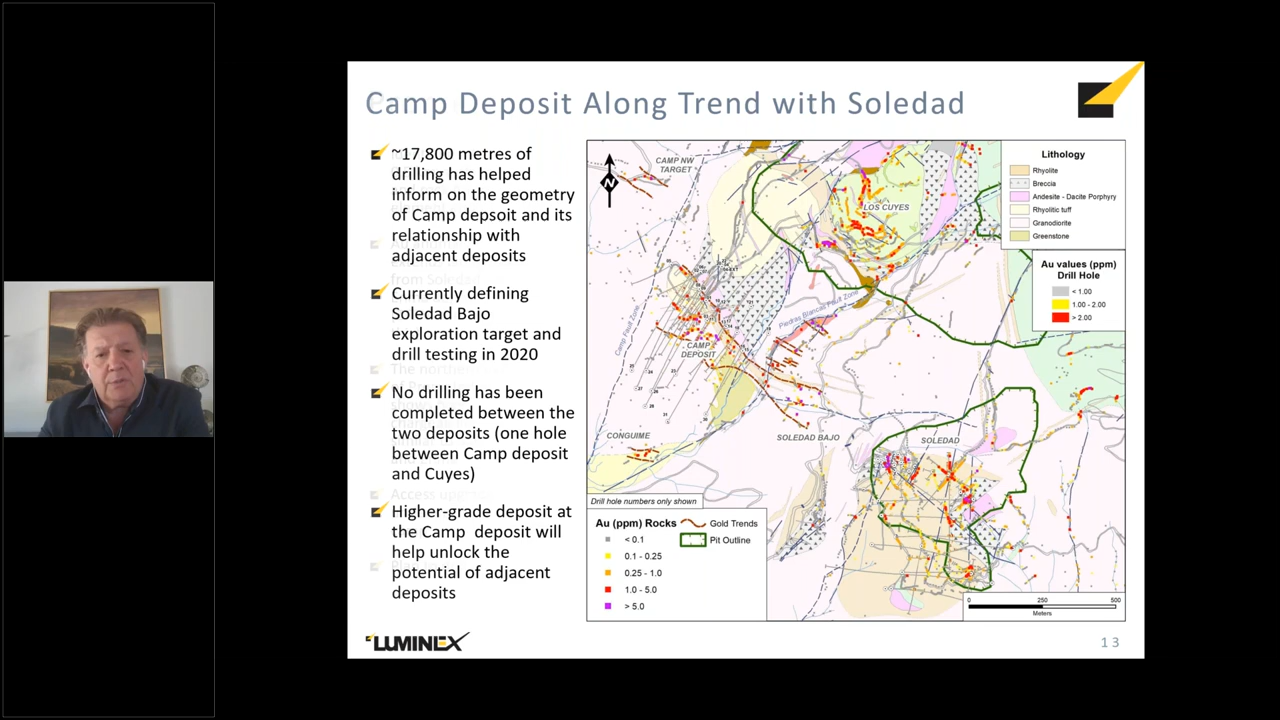 Camp Deposit Along Trend with Soledad
~17,800 metres of
drilling has helped
inform on the geometry
of Camp depsoit and its
relationship with
adjacent deposits
Currently defining
Soledad Bajo
exploration target and
drill testing in 2020
No drilling has been
completed between the
two deposits (one hole
between Camp deposit
and Cuyes)
Higher-grade deposit at
the Camp deposit will
help unlock the
potential of adjacent
deposits
CAMP NW
TARGET
N
LOS CUYES
Camp Fault Zone
Piedras Blancas Fault Zone
CAMP
DEPOSIT
CONGUIME
SOLEDAD BAJO
SOLEDAD
Lithology
Rhyolite
Breccia
Andesite - Dacite Porphyry
Rhyolitic tuff
Granodiorite
Greenstone
Au values (ppm)
Drill Hole
< 1.00
1.00 - 2.00
> 2.00
Drill hole numbers only shown
Au (ppm) Rocks
< 0.1
0.1 - 0.25
0.25 - 1.0
1.0 - 5.0
> 5.0
Gold Trends
Pit Outline
0 250 500
Meters
LUMINEX
13